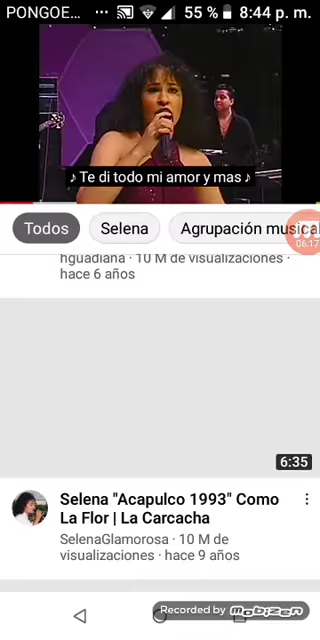 PONGOE... ... 55 % 8:44 p. m.
♪ Te di todo mi amor y mas ♪
Todos
Selena
Agrupación musical
06:17
hguadiana · 10 M de visualizaciones ·
hace 6 años
6:35
Selena "Acapulco 1993" Como
La Flor | La Carcacha
SelenaGlamorosa · 10 M de
visualizaciones · hace 9 años
Recorded by mobizen